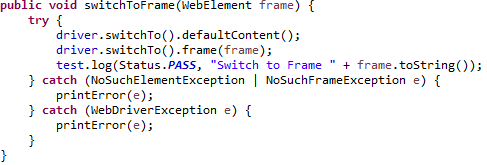 public void switchToFrame(WebElement frame) {
    try {
        driver.switchTo().defaultContent();
        driver.switchTo().frame(frame);
        test.log(Status.PASS, "Switch to Frame " + frame.toString());
    } catch (NoSuchElementException | NoSuchFrameException e) {
        printError(e);
    } catch (WebDriverException e) {
        printError(e);
    }
}